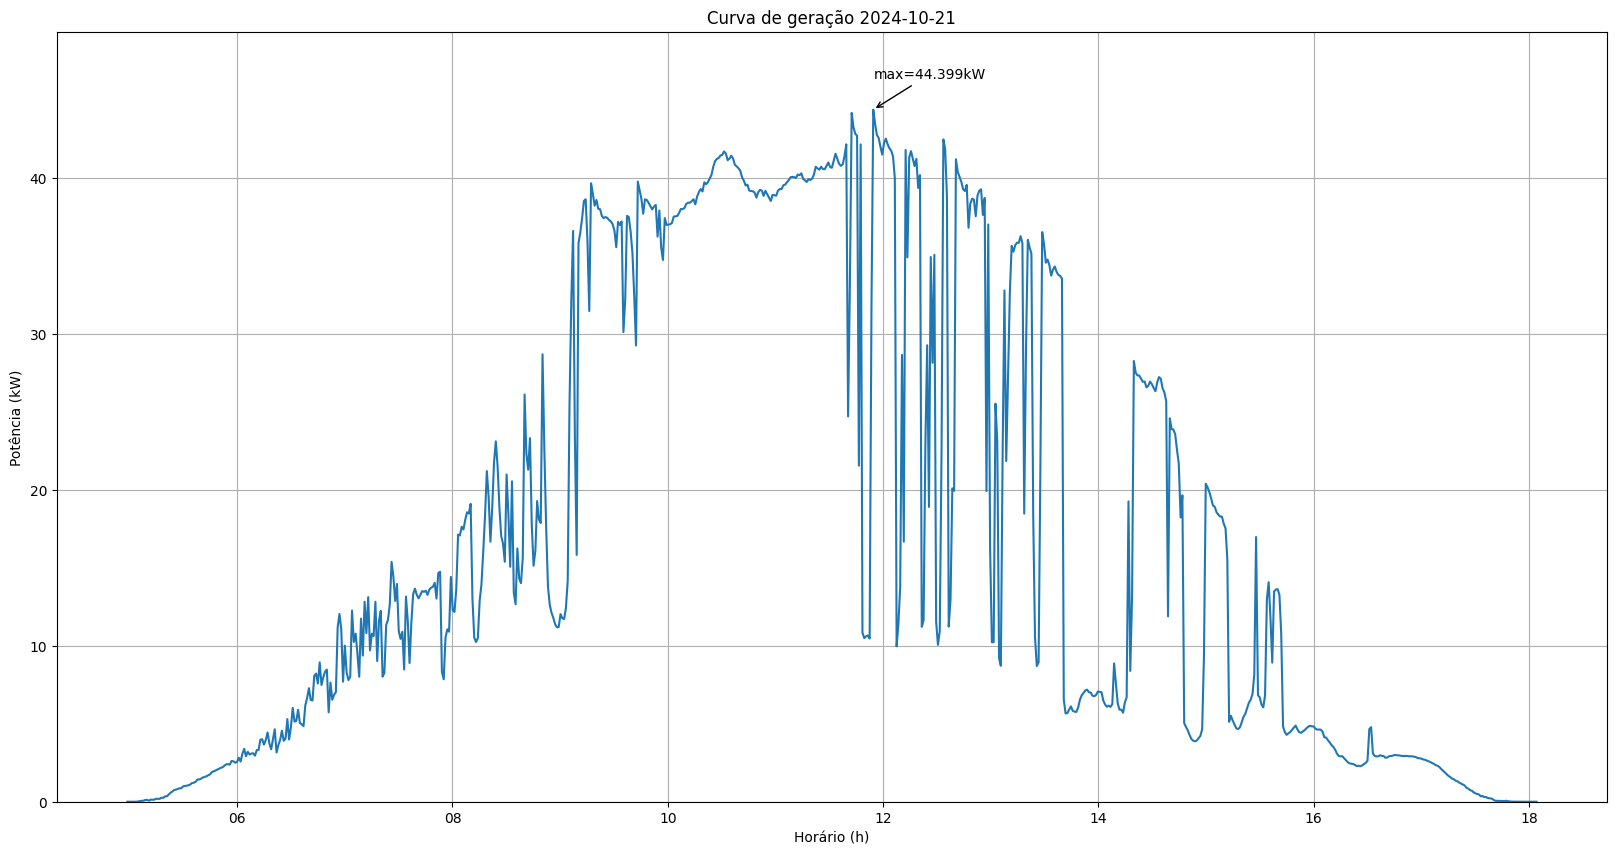 Curva de geração 2024-10-21
max=44.399kW
Potência (kW)
40
30
20
10
0
06 08 10 12 14 16 18
Horário (h)